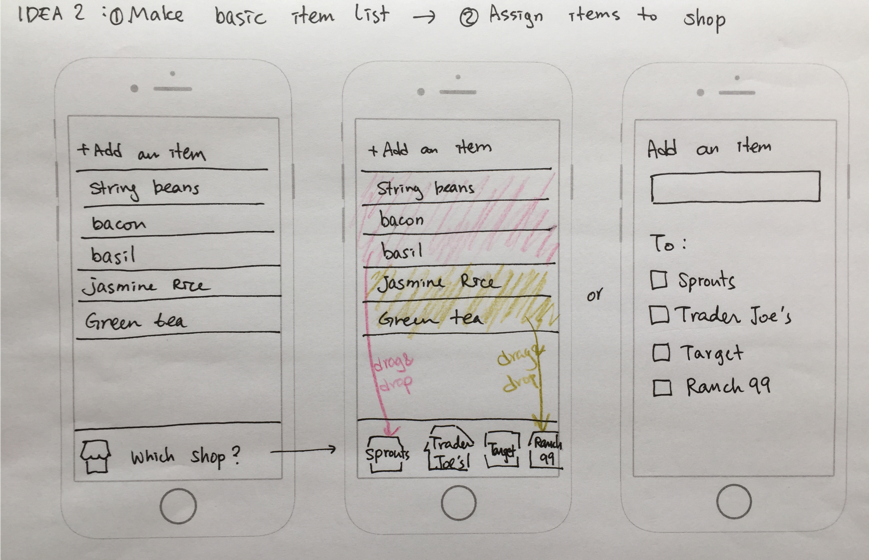 IDEA 2 : ① Make basic item list → ② Assign items to shop
+ Add an item
String beans
bacon
basil
Jasmine Rice
Green tea
Which shop?
+ Add an item
String beans
bacon
basil
Jasmine Rice
Green tea
drag &
drop
drag &
drop
Sprouts
Trader
Joe's
Target
Ranch
99
or
Add an item
To:
Sprouts
Trader Joe's
Target
Ranch 99